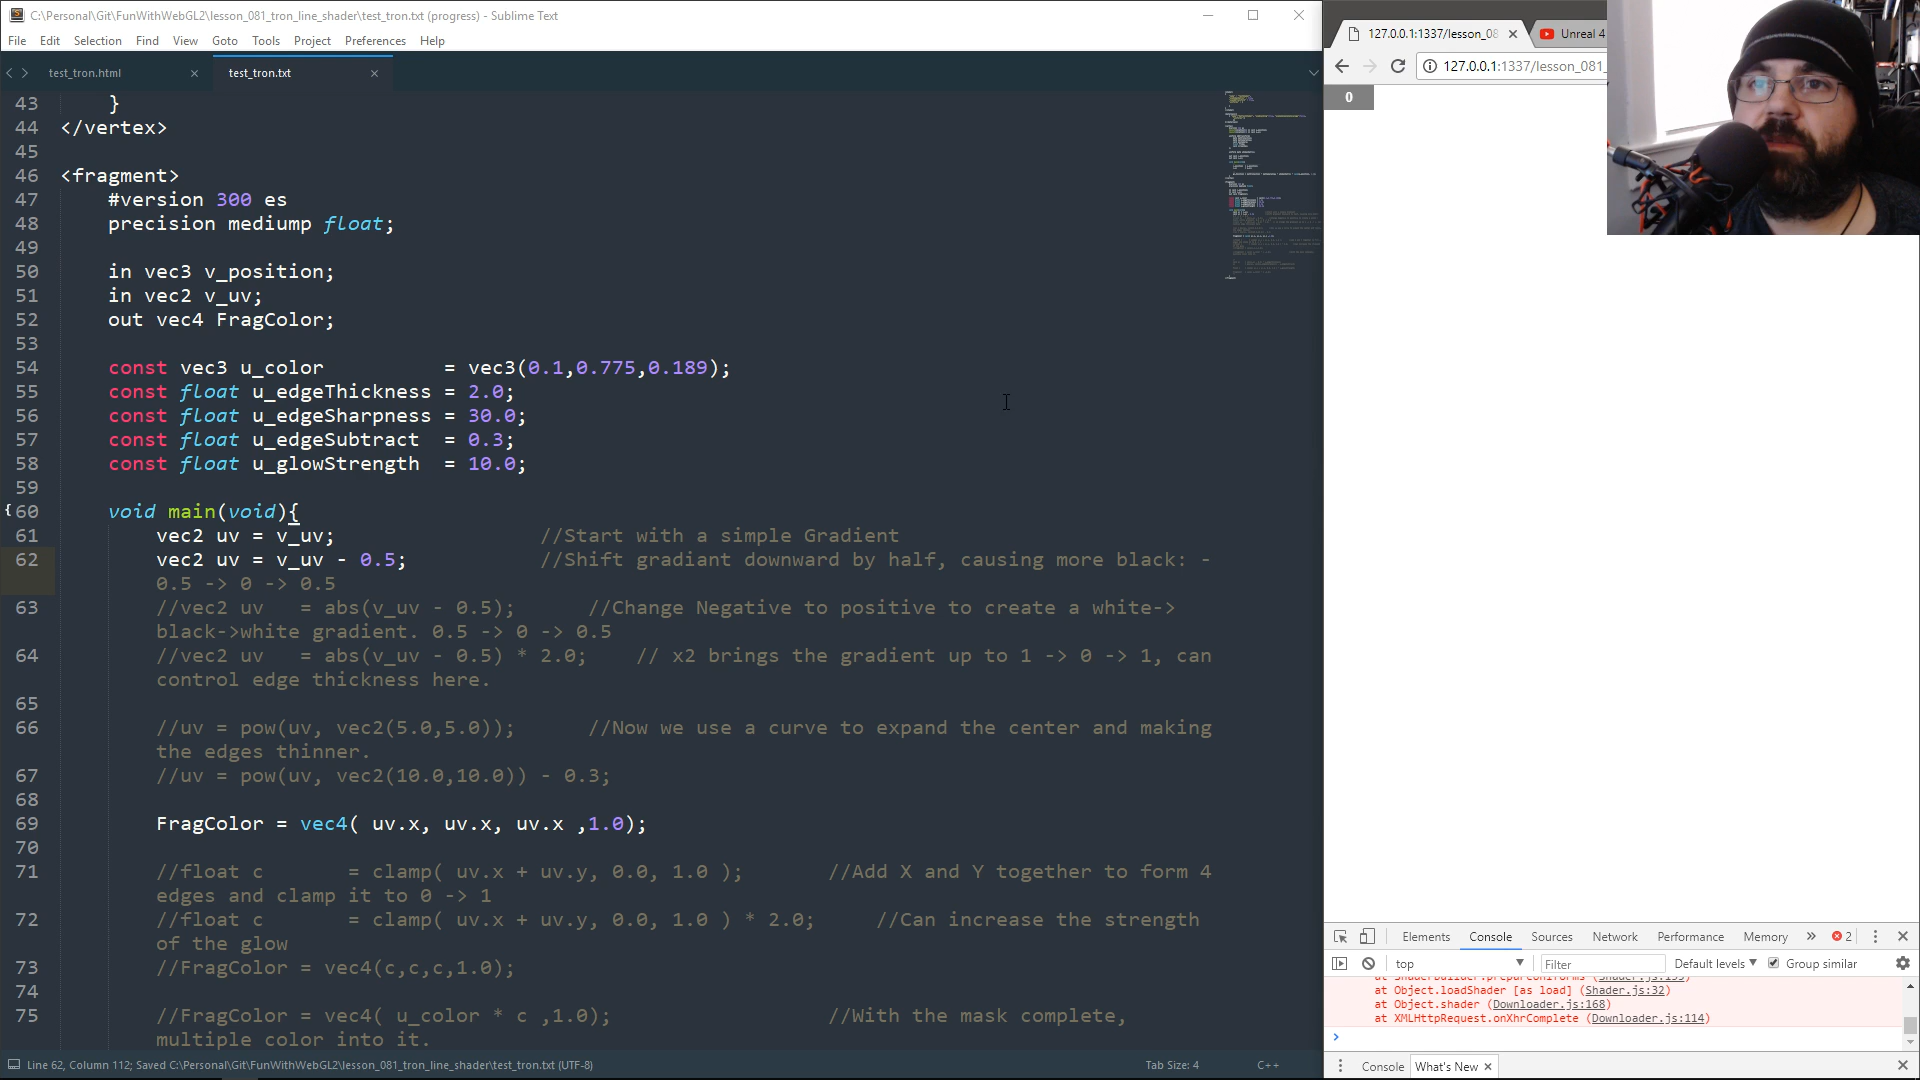 C:\Personal\Git\FunWithWebGL2\lesson_081_tron_line_shader\test_tron.txt (progress) - Sublime Text
File Edit Selection Find View Goto Tools Project Preferences Help
test_tron.html
test_tron.txt
43 }
44 </vertex>
45
46 <fragment>
47 #version 300 es
48 precision mediump float;
49
50 in vec3 v_position;
51 in vec2 v_uv;
52 out vec4 FragColor;
53
54 const vec3 u_color = vec3(0.1,0.775,0.189);
55 const float u_edgeThickness = 2.0;
56 const float u_edgeSharpness = 30.0;
57 const float u_edgeSubtract = 0.3;
58 const float u_glowStrength = 10.0;
59
60 void main(void){
61 vec2 uv = v_uv; //Start with a simple Gradient
62 vec2 uv = v_uv - 0.5; //Shift gradiant downward by half, causing more black: -
0.5 -> 0 -> 0.5
63 //vec2 uv = abs(v_uv - 0.5); //Change Negative to positive to create a white->
black->white gradient. 0.5 -> 0 -> 0.5
64 //vec2 uv = abs(v_uv - 0.5) * 2.0; // x2 brings the gradient up to 1 -> 0 -> 1, can
control edge thickness here.
65
66 //uv = pow(uv, vec2(5.0,5.0)); //Now we use a curve to expand the center and making
the edges thinner.
67 //uv = pow(uv, vec2(10.0,10.0)) - 0.3;
68
69 FragColor = vec4( uv.x, uv.x, uv.x ,1.0);
70
71 //float c = clamp( uv.x + uv.y, 0.0, 1.0 ); //Add X and Y together to form 4
edges and clamp it to 0 -> 1
72 //float c = clamp( uv.x + uv.y, 0.0, 1.0 ) * 2.0; //Can increase the strength
of the glow
73 //FragColor = vec4(c,c,c,1.0);
74
75 //FragColor = vec4( u_color * c ,1.0); //With the mask complete,
multiple color into it.
Line 62, Column 112; Saved C:\Personal\Git\FunWithWebGL2\lesson_081_tron_line_shader\test_tron.txt (UTF-8)
Tab Size: 4
C++
127.0.0.1:1337/lesson_08
Unreal 4
127.0.0.1:1337/lesson_081_
0
Elements Console Sources Network Performance Memory » 2
top Filter Default levels Group similar
at ShaderBuilder.prepareUniforms (Shader.js:199)
at Object.loadShader [as load] (Shader.js:32)
at Object.shader (Downloader.js:168)
at XMLHttpRequest.onXhrComplete (Downloader.js:114)
Console What's New